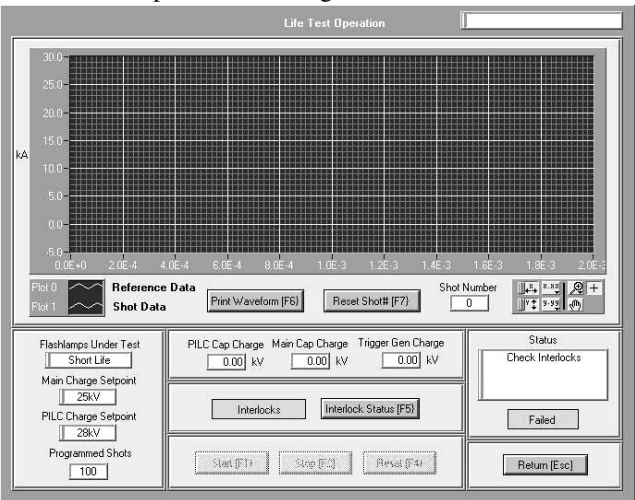 Life Test Operation
30.0
25.0
20.0
15.0
kA
10.0
5.0
0.0
-5.0
0.0E+0 2.0E-4 4.0E-4 6.0E-4 8.0E-4 1.0E-3 1.2E-3 1.4E-3 1.6E-3 1.8E-3 2.0E-3
Plot 0 Reference Data
Plot 1 Shot Data
Print Waveform [F6]
Reset Shot# [F7]
Shot Number
0
Flashlamps Under Test
Short Life
Main Charge Setpoint
25kV
PILC Charge Setpoint
28kV
Programmed Shots
100
PILC Cap Charge Main Cap Charge Trigger Gen Charge
0.00 kV 0.00 kV 0.00 kV
Interlocks Interlock Status [F5]
Start [F1] Stop [F2] Reset [F4]
Status
Check Interlocks
Failed
Return [Esc]